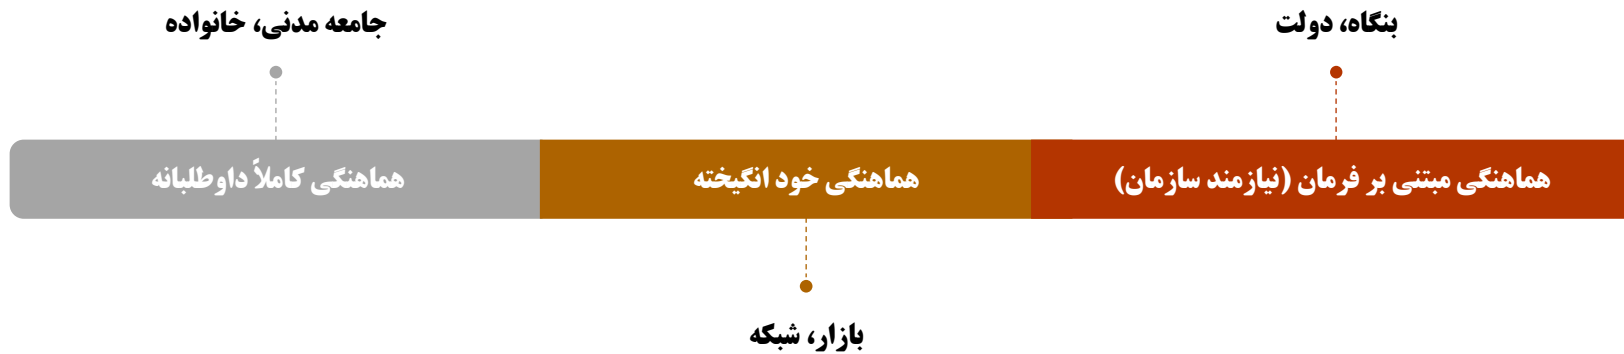 بنگاه، دولت
جامعه مدنی، خانواده
هماهنگی مبتنی بر فرمان (نیازمند سازمان)
هماهنگی خود انگیخته
هماهنگی کاملاً داوطلبانه
بازار، شبکه